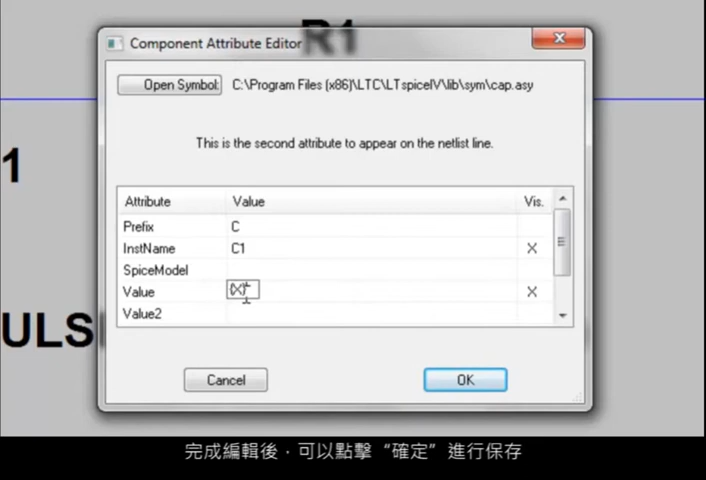 R1
Component Attribute Editor
Open Symbol: C:\Program Files (x86)\LTC\LTspiceIV\lib\sym\cap.asy
This is the second attribute to appear on the netlist line.
1
Attribute Value Vis.
Prefix C
InstName C1 X
SpiceModel
Value {X} X
Value2
ULS
Cancel OK
完成編輯後，可以點擊“確定”進行保存